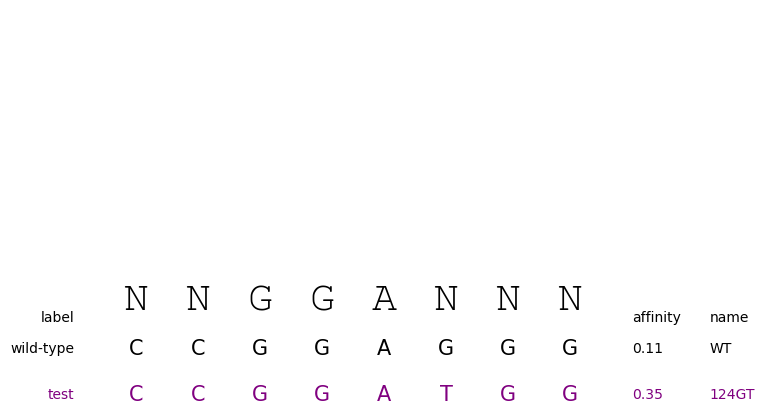 label N N G G A N N N affinity name
wild-type C C G G A G G G 0.11 WT
test C C G G A T G G 0.35 124GT